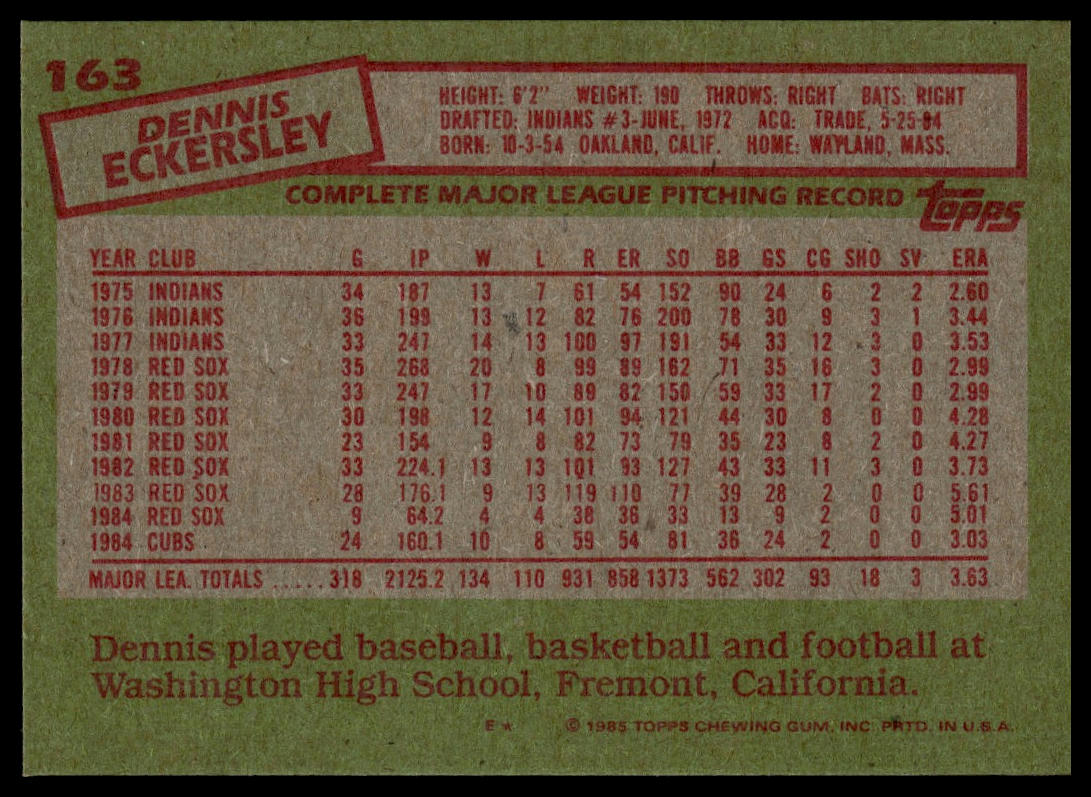 163
DENNIS
ECKERSLEY
HEIGHT: 6'2" WEIGHT: 190 THROWS: RIGHT BATS: RIGHT
DRAFTED: INDIANS #3-JUNE, 1972 ACQ: TRADE, 5-25-84
BORN: 10-3-54 OAKLAND, CALIF. HOME: WAYLAND, MASS.
COMPLETE MAJOR LEAGUE PITCHING RECORD topps
YEAR CLUB G IP W L R ER SO BB GS CG SHO SV ERA
1975 INDIANS 34 187 13 7 61 54 152 90 24 6 2 2 2.60
1976 INDIANS 36 199 13 12 82 76 200 78 30 9 3 1 3.44
1977 INDIANS 33 247 14 13 100 97 191 54 33 12 3 0 3.53
1978 RED SOX 35 268 20 8 99 89 162 71 35 16 3 0 2.99
1979 RED SOX 33 247 17 10 89 82 150 59 33 17 2 0 2.99
1980 RED SOX 30 198 12 14 101 94 121 44 30 8 0 0 4.28
1981 RED SOX 23 154 9 8 82 73 79 35 23 8 2 0 4.27
1982 RED SOX 33 224.1 13 13 101 93 127 43 33 11 3 0 3.73
1983 RED SOX 28 176.1 9 13 119 110 77 39 28 2 0 0 5.61
1984 RED SOX 9 64.2 4 4 38 36 33 13 9 2 0 0 5.01
1984 CUBS 24 160.1 10 8 59 54 81 36 24 2 0 0 3.03
MAJOR LEA. TOTALS ..... 318 2125.2 134 110 931 858 1373 562 302 93 18 3 3.63
Dennis played baseball, basketball and football at
Washington High School, Fremont, California.
E★ © 1985 TOPPS CHEWING GUM, INC. PRTD. IN U.S.A.